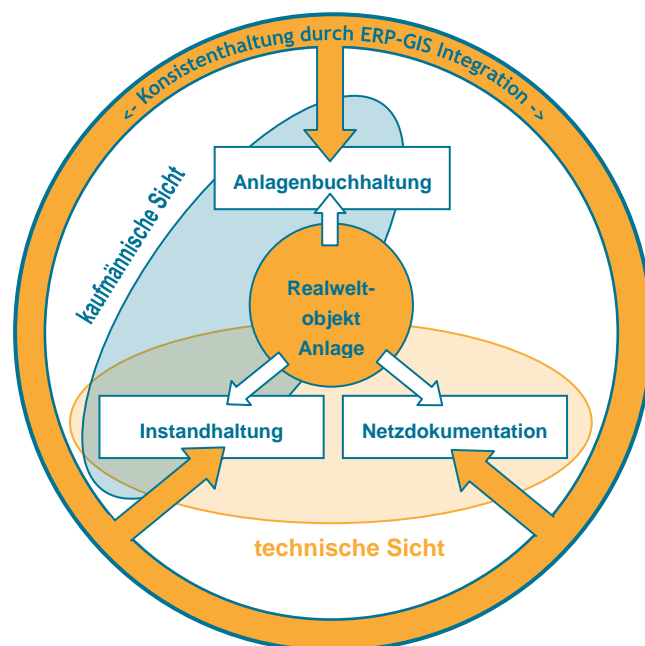 <- Konsistenthaltung durch ERP-GIS Integration ->
kaufmännische Sicht
Anlagenbuchhaltung
Realwelt-
objekt
Anlage
Instandhaltung
Netzdokumentation
technische Sicht